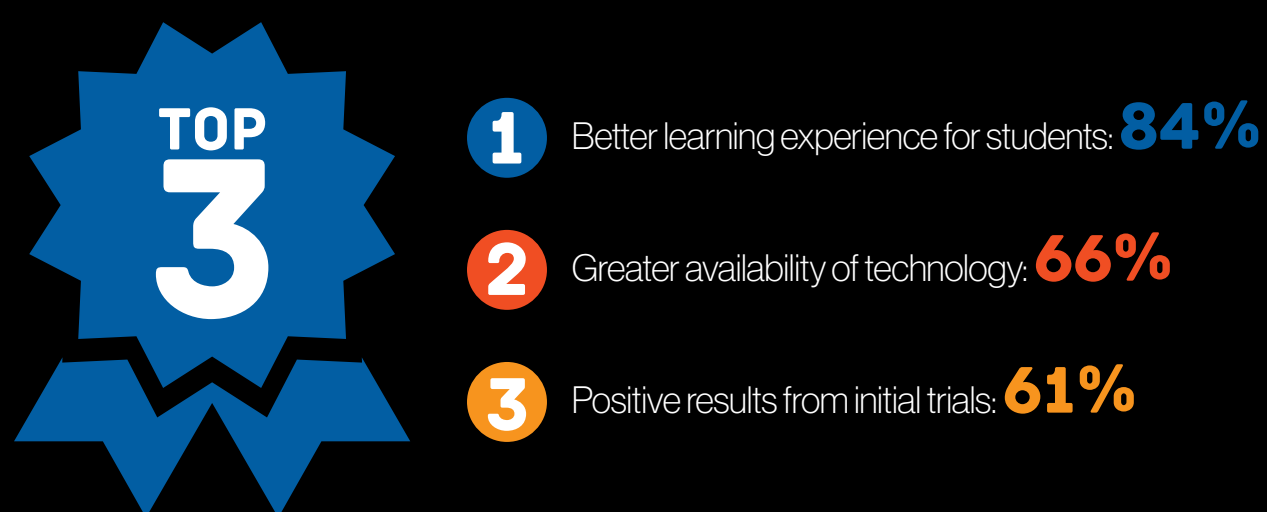 TOP
3
1 Better learning experience for students: 84%
2 Greater availability of technology: 66%
3 Positive results from initial trials: 61%